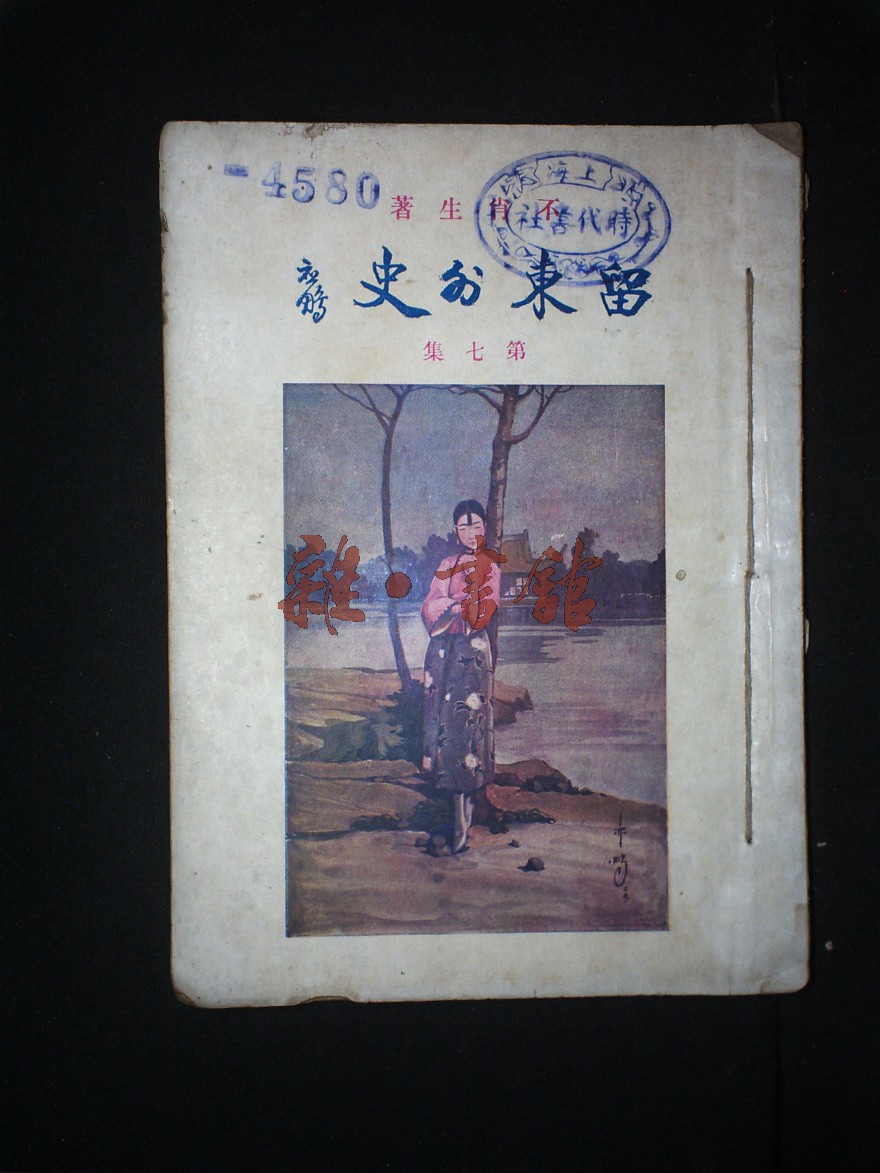 4580
不肖生著
上海
時代書社
留東外史
第七集
雜·書館